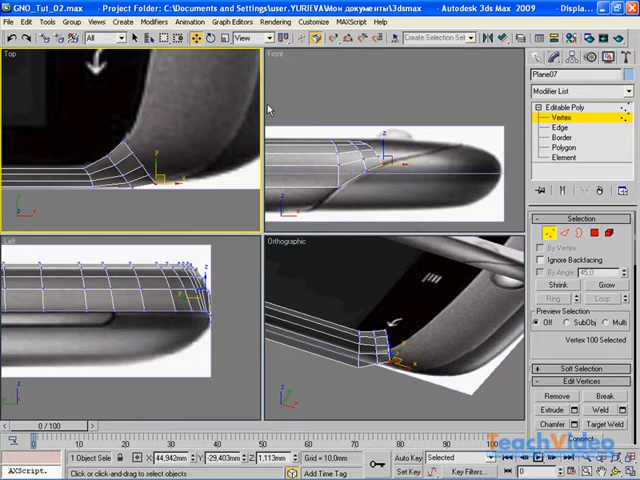 GNO_Tut_02.max - Project Folder: C:\Documents and Settings\user.YURIEVA\Мои документы\3dsmax - Autodesk 3ds Max 2009 - Displa...
File Edit Tools Group Views Create Modifiers Animation Graph Editors Rendering Customize MAXScript Help
All View Create Selection Set
Top
Front
Left
Orthographic
Plane07
Modifier List
Editable Poly
Vertex
Edge
Border
Polygon
Element
Selection
By Vertex
Ignore Backfacing
By Angle: 45,0
Shrink Grow
Ring Loop
Preview Selection
Off SubObj Multi
Vertex 100 Selected
Soft Selection
Edit Vertices
Remove Break
Extrude Weld
Chamfer Target Weld
Connect
0 / 100
0 10 20 30 40 50 60 70 80 90 100
TeachVideo
1 Object Sele X: 44,942mm Y: -29,403mm Z: 1,113mm Grid = 10,0mm Auto Key Selected
AXScript. Click or click-and-drag to select objects Add Time Tag Set Key Key Filters... 0